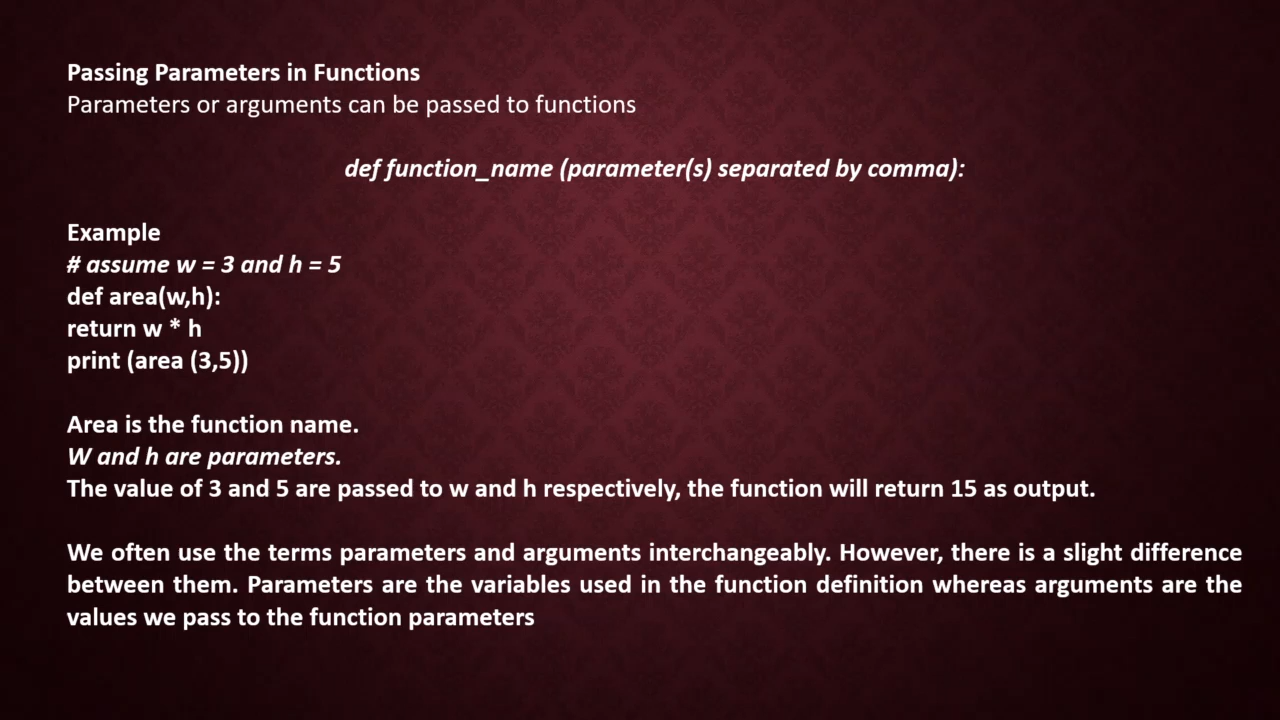 Passing Parameters in Functions
Parameters or arguments can be passed to functions
def function_name (parameter(s) separated by comma):
Example
# assume w = 3 and h = 5
def area(w,h):
return w * h
print (area (3,5))
Area is the function name.
W and h are parameters.
The value of 3 and 5 are passed to w and h respectively, the function will return 15 as output.
We often use the terms parameters and arguments interchangeably. However, there is a slight difference
between them. Parameters are the variables used in the function definition whereas arguments are the
values we pass to the function parameters